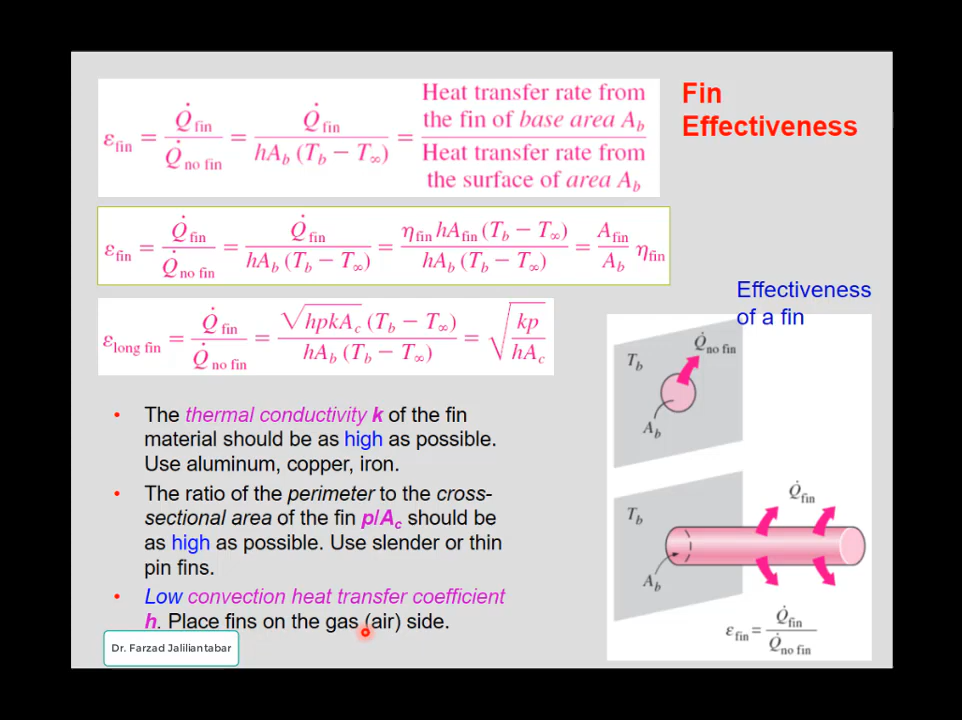 Fin
Effectiveness
ε_fin = Q̇_fin / Q̇_no fin = Q̇_fin / hA_b (T_b − T_∞) = Heat transfer rate from the fin of base area A_b / Heat transfer rate from the surface of area A_b
ε_fin = Q̇_fin / Q̇_no fin = Q̇_fin / hA_b (T_b − T_∞) = η_fin hA_fin (T_b − T_∞) / hA_b (T_b − T_∞) = A_fin / A_b η_fin
ε_long fin = Q̇_fin / Q̇_no fin = √hpkA_c (T_b − T_∞) / hA_b (T_b − T_∞) = √kp / hA_c
• The thermal conductivity k of the fin
material should be as high as possible.
Use aluminum, copper, iron.
• The ratio of the perimeter to the cross-
sectional area of the fin p/A_c should be
as high as possible. Use slender or thin
pin fins.
• Low convection heat transfer coefficient
h. Place fins on the gas (air) side.
Dr. Farzad Jaliliantabar
Effectiveness
of a fin
Q̇_no fin
T_b
A_b
Q̇_fin
T_b
A_b
ε_fin = Q̇_fin / Q̇_no fin